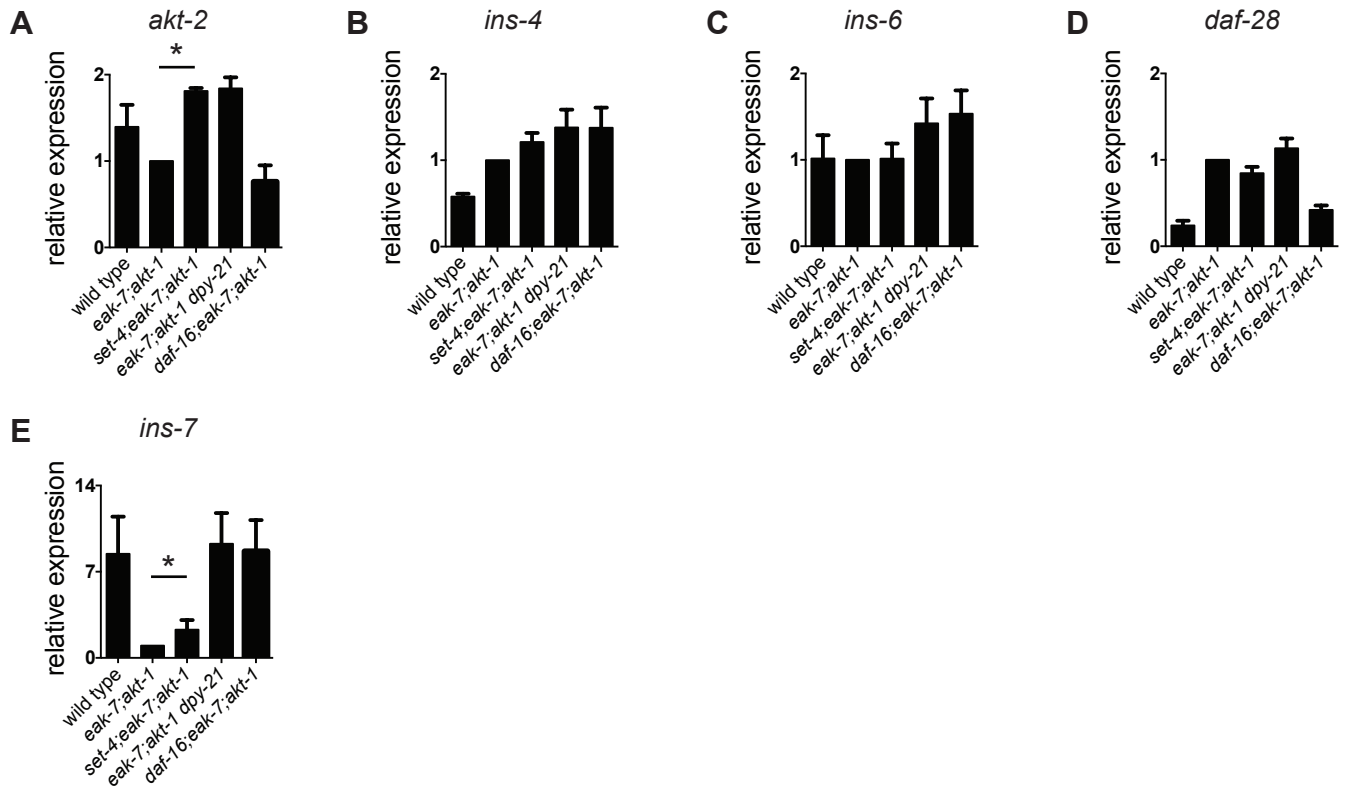 A akt-2
*
relative expression
2
1
0
wild type
eak-7;akt-1
set-4;eak-7;akt-1
eak-7;akt-1 dpy-21
daf-16;eak-7;akt-1
B ins-4
relative expression
2
1
0
wild type
eak-7;akt-1
set-4;eak-7;akt-1
eak-7;akt-1 dpy-21
daf-16;eak-7;akt-1
C ins-6
relative expression
2
1
0
wild type
eak-7;akt-1
set-4;eak-7;akt-1
eak-7;akt-1 dpy-21
daf-16;eak-7;akt-1
D daf-28
relative expression
2
1
0
wild type
eak-7;akt-1
set-4;eak-7;akt-1
eak-7;akt-1 dpy-21
daf-16;eak-7;akt-1
E ins-7
*
relative expression
14
7
0
wild type
eak-7;akt-1
set-4;eak-7;akt-1
eak-7;akt-1 dpy-21
daf-16;eak-7;akt-1